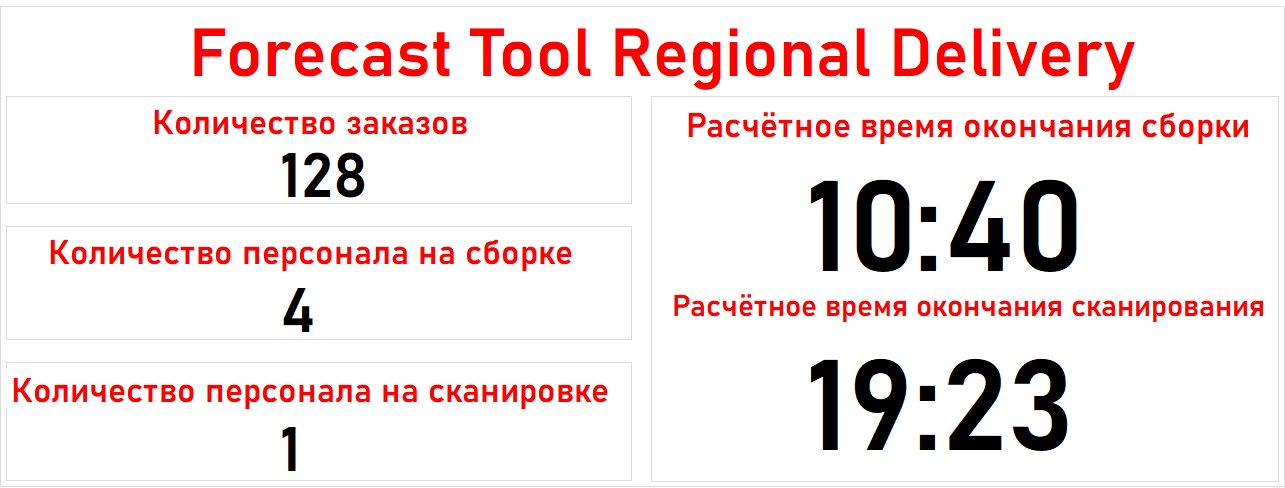 Forecast Tool Regional Delivery
Количество заказов
128
Количество персонала на сборке
4
Количество персонала на сканировке
1
Расчётное время окончания сборки
10:40
Расчётное время окончания сканирования
19:23